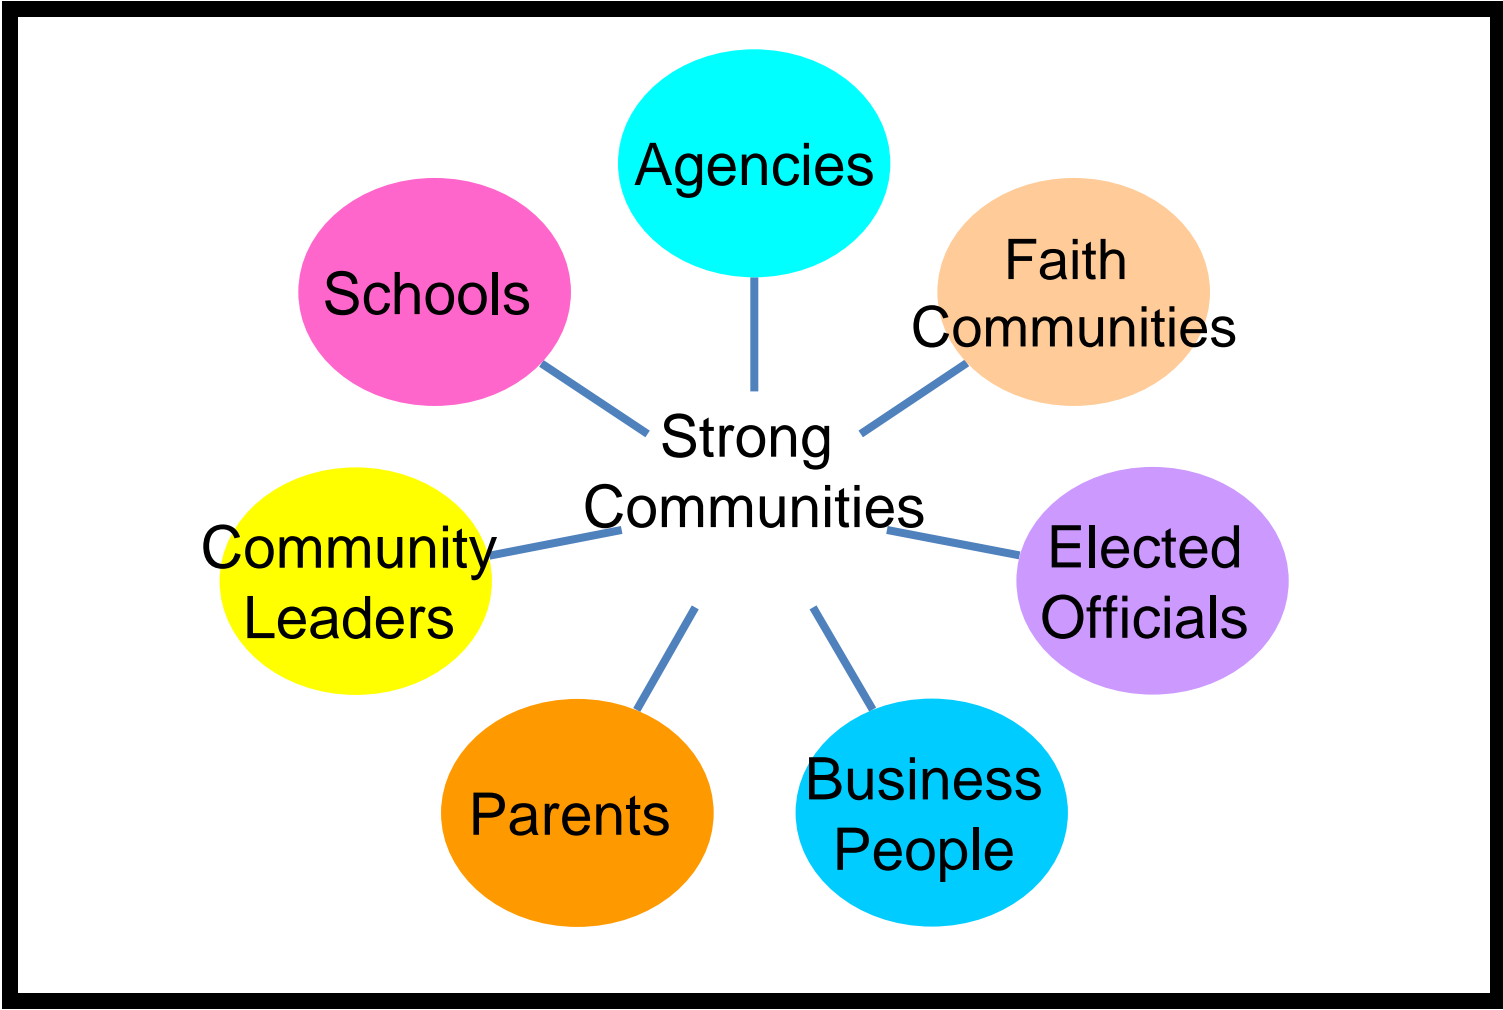 Agencies
Schools
Faith
Communities
Strong
Communities
Community
Leaders
Elected
Officials
Parents
Business
People